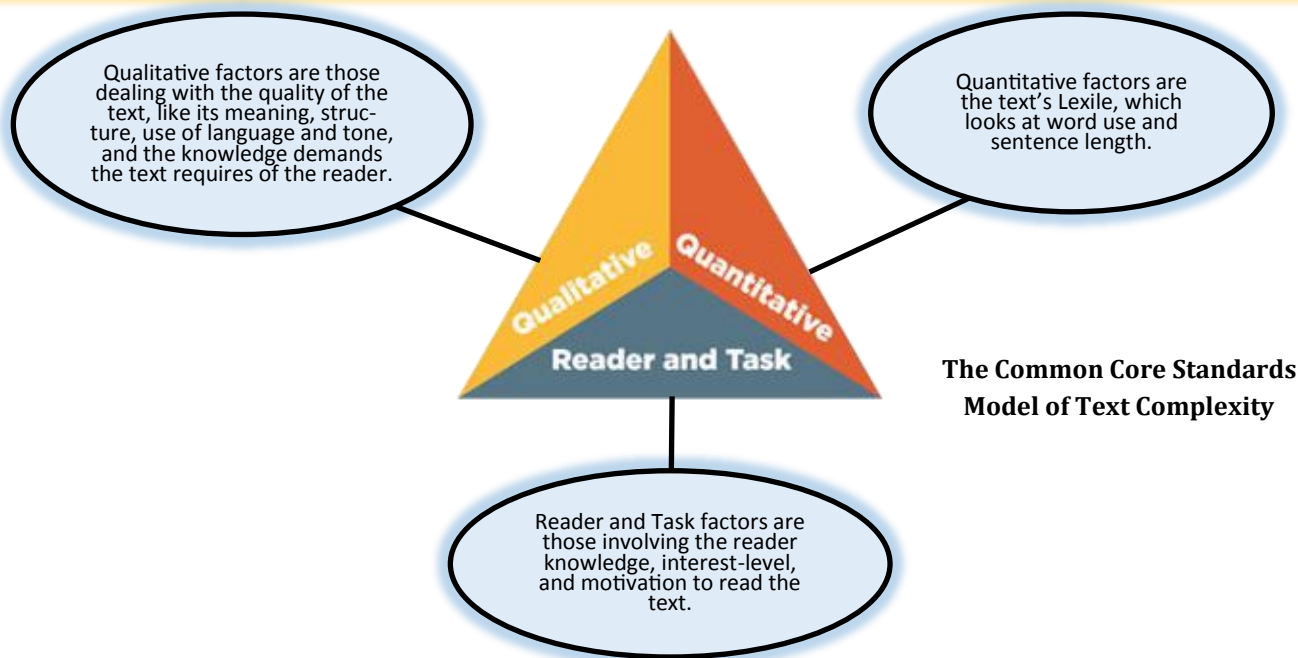 Qualitative factors are those
dealing with the quality of the
text, like its meaning, struc-
ture, use of language and tone,
and the knowledge demands
the text requires of the reader.
Quantitative factors are
the text’s Lexile, which
looks at word use and
sentence length.
Qualitative
Quantitative
Reader and Task
The Common Core Standards
Model of Text Complexity
Reader and Task factors are
those involving the reader
knowledge, interest-level,
and motivation to read the
text.